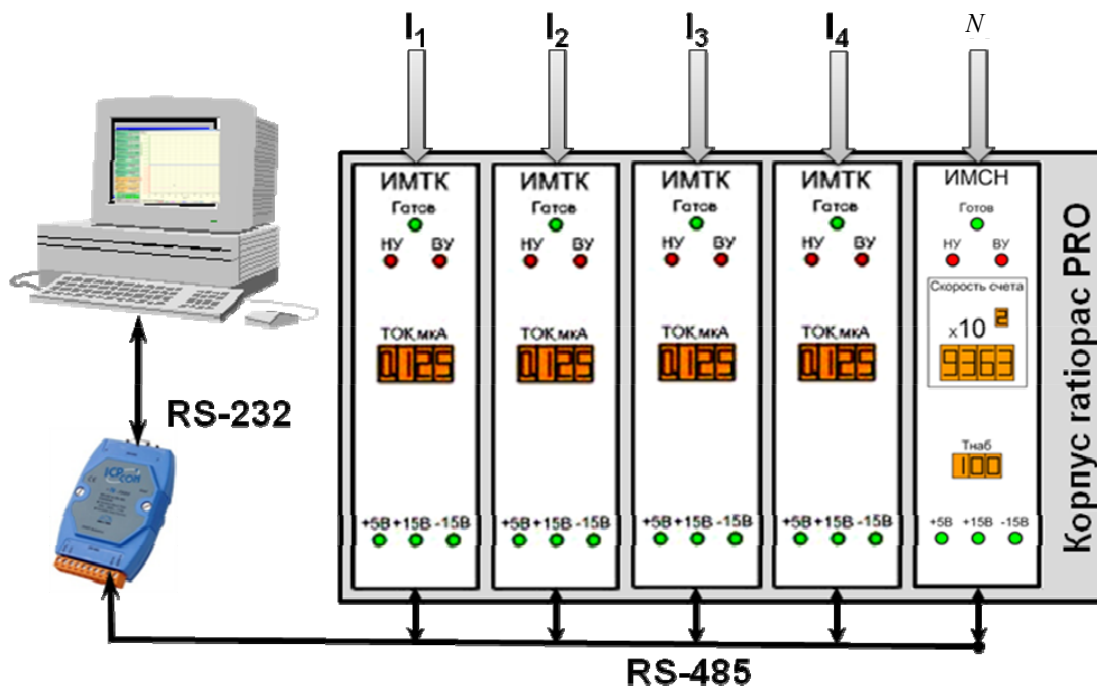 I1 I2 I3 I4 N
ИМТК ИМТК ИМТК ИМТК ИМСН
Готов Готов Готов Готов Готов
НУ ВУ НУ ВУ НУ ВУ НУ ВУ НУ ВУ
Скорость счета
x10 2
ТОК,мкА ТОК,мкА ТОК,мкА ТОК,мкА
0,125 0,125 0,125 0,125 9363
Тнаб
100
+5В +15В -15В +5В +15В -15В +5В +15В -15В +5В +15В -15В +5В +15В -15В
Корпус ratiopac PRO
RS-232
ICP
CON
RS-485